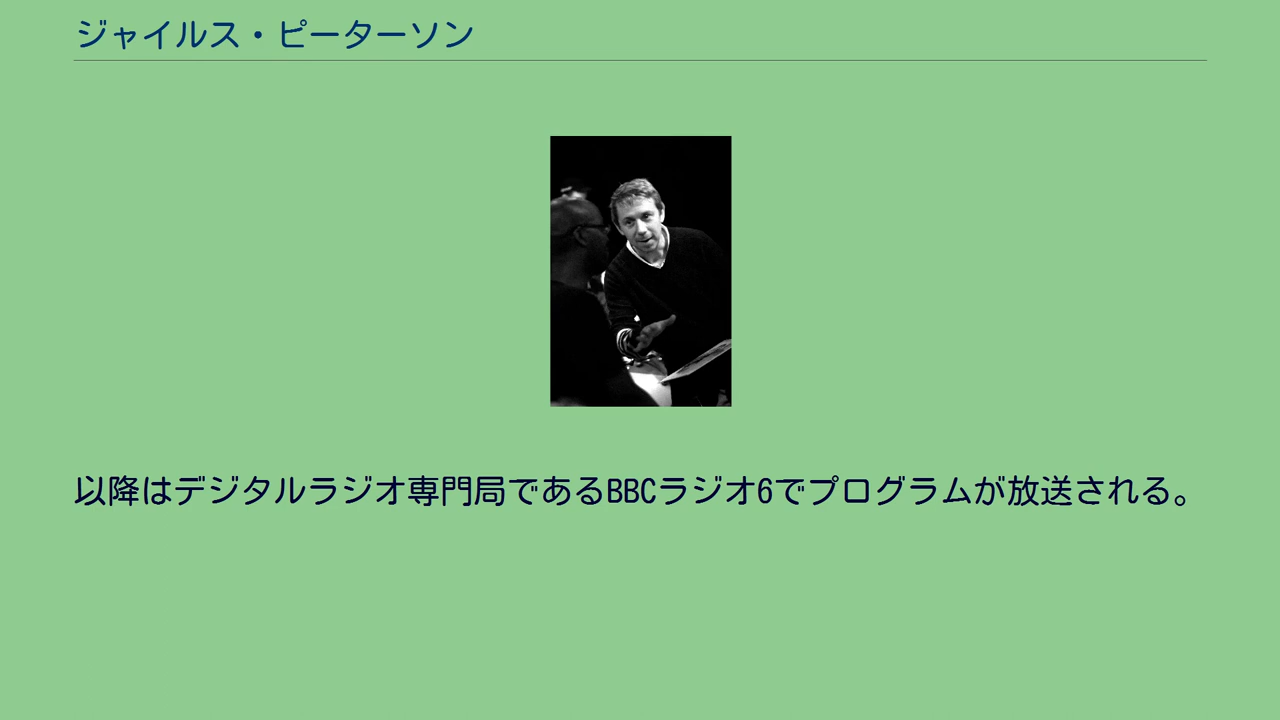 ジャイルス・ピーターソン
以降はデジタルラジオ専門局であるBBCラジオ6でプログラムが放送される。